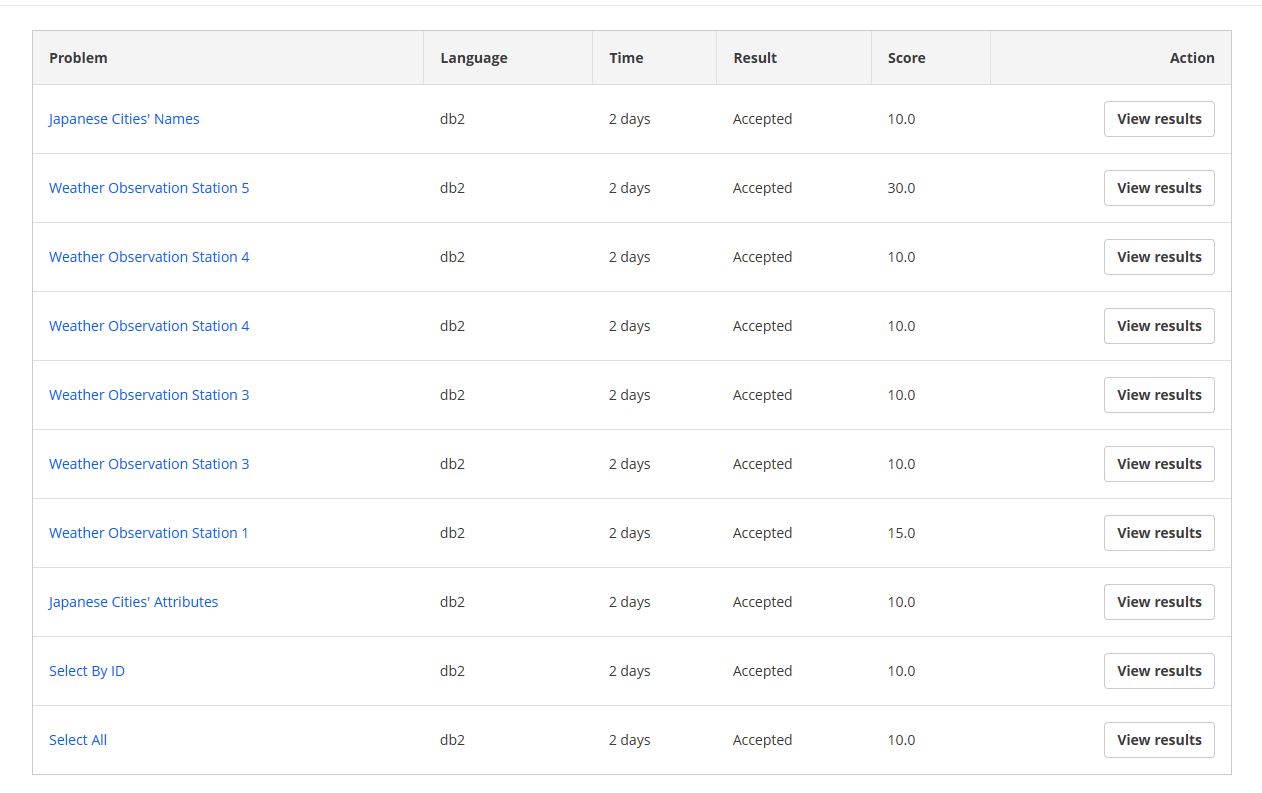 Problem Language Time Result Score Action
Japanese Cities' Names db2 2 days Accepted 10.0 View results
Weather Observation Station 5 db2 2 days Accepted 30.0 View results
Weather Observation Station 4 db2 2 days Accepted 10.0 View results
Weather Observation Station 4 db2 2 days Accepted 10.0 View results
Weather Observation Station 3 db2 2 days Accepted 10.0 View results
Weather Observation Station 3 db2 2 days Accepted 10.0 View results
Weather Observation Station 1 db2 2 days Accepted 15.0 View results
Japanese Cities' Attributes db2 2 days Accepted 10.0 View results
Select By ID db2 2 days Accepted 10.0 View results
Select All db2 2 days Accepted 10.0 View results